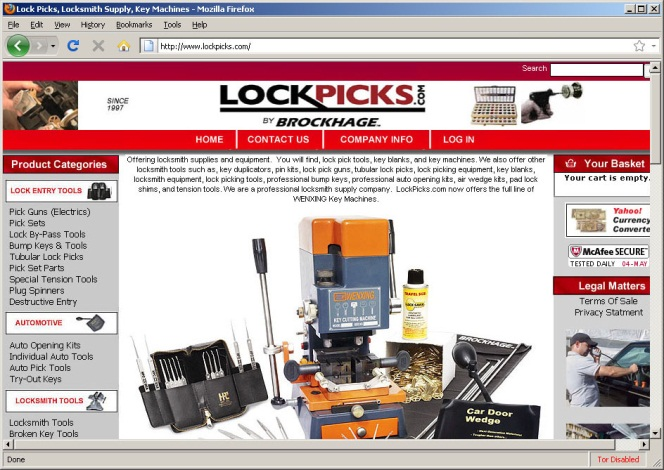 Lock Picks, Locksmith Supply, Key Machines - Mozilla Firefox
File Edit View History Bookmarks Tools Help
http://www.lockpicks.com/
Search
SINCE
1997
LOCKPICKS.COM
BY BROCKHAGE.
HOME CONTACT US COMPANY INFO LOG IN
Product Categories
LOCK ENTRY TOOLS
Pick Guns (Electrics)
Pick Sets
Lock By-Pass Tools
Bump Keys & Tools
Tubular Lock Picks
Pick Set Parts
Special Tension Tools
Plug Spinners
Destructive Entry
AUTOMOTIVE
Auto Opening Kits
Individual Auto Tools
Auto Pick Tools
Try-Out Keys
LOCKSMITH TOOLS
Locksmith Tools
Broken Key Tools
Offering locksmith supplies and equipment. You will find, lock pick tools, key blanks, and key machines. We also offer other
locksmith tools such as, key duplicators, pin kits, lock pick guns, tubular lock picks, lock picking equipment, key blanks,
locksmith equipment, lock picking tools, professional bump keys, professional auto opening kits, air wedge kits, pad lock
shims, and tension tools. We are a professional locksmith supply company. LockPicks.com now offers the full line of
WENXING Key Machines.
WENXING
KEY CUTTING MACHINE
BROCKHAGE.
HPC
Car Door
Wedge
Your Basket
Your cart is empty.
Yahoo!
Currency
Converte
McAfee SECURE
TESTED DAILY 04-MAY
Legal Matters
Terms Of Sale
Privacy Statment
Done
Tor Disabled